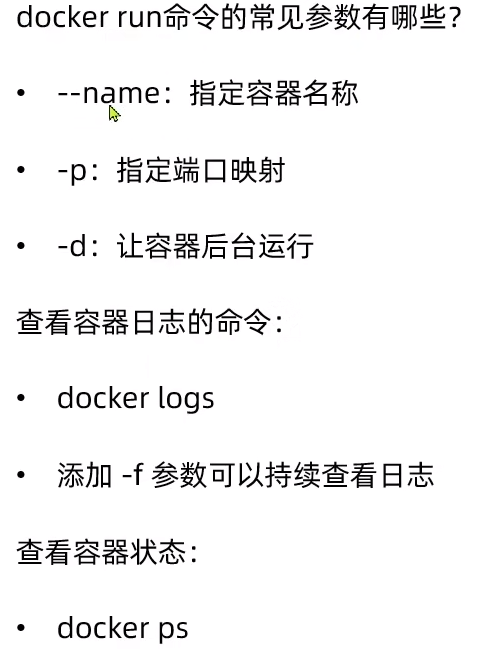 docker run命令的常见参数有哪些？
• --name：指定容器名称
• -p：指定端口映射
• -d：让容器后台运行
查看容器日志的命令：
• docker logs
• 添加 -f 参数可以持续查看日志
查看容器状态：
• docker ps